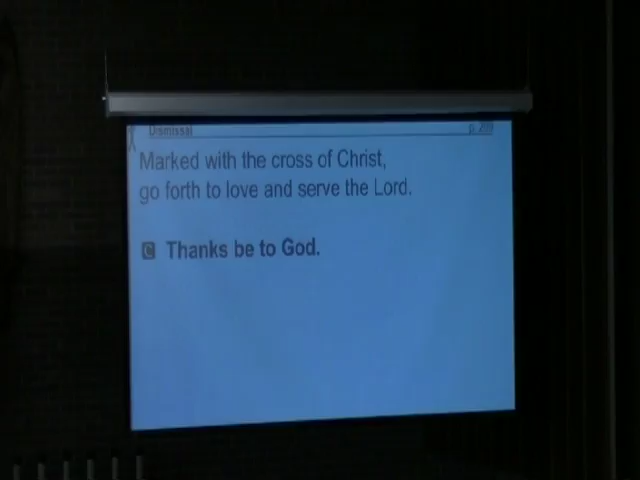 Dismissal
Marked with the cross of Christ,
go forth to love and serve the Lord.
C Thanks be to God.